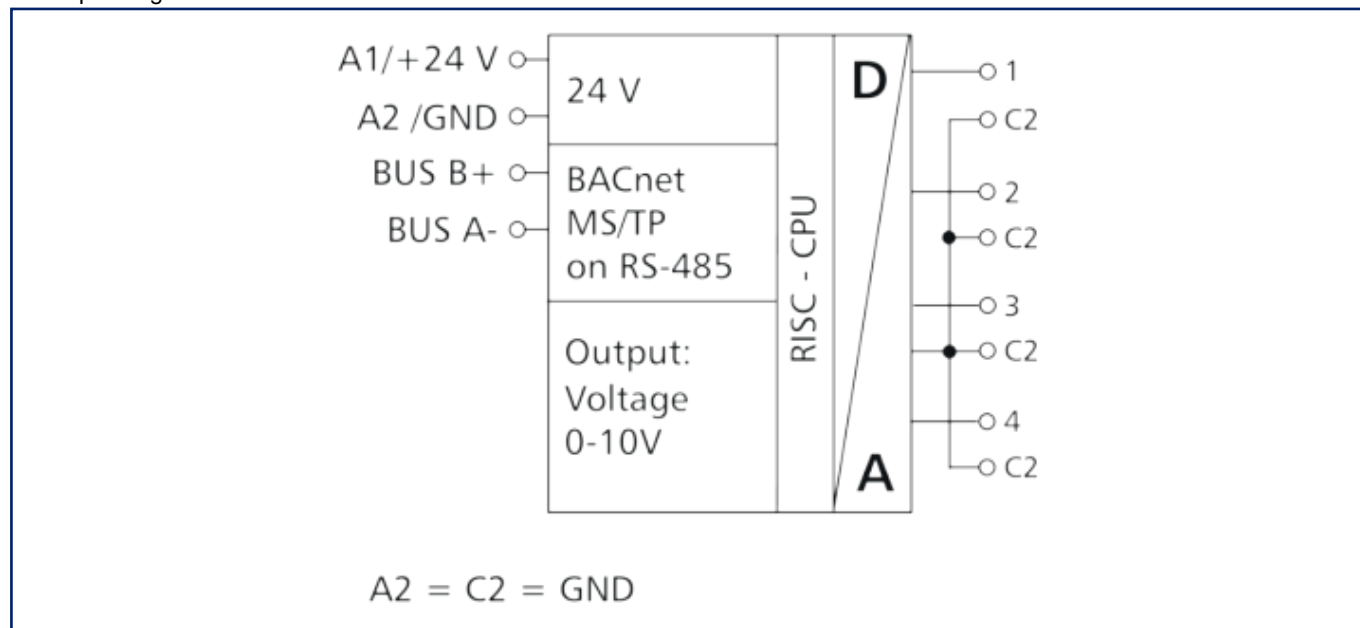 A1/+24 V
A2 /GND
BUS B+
BUS A-
24 V
BACnet
MS/TP
on RS-485
Output:
Voltage
0-10V
RISC - CPU
D
A
1
C2
2
C2
3
C2
4
C2
A2 = C2 = GND